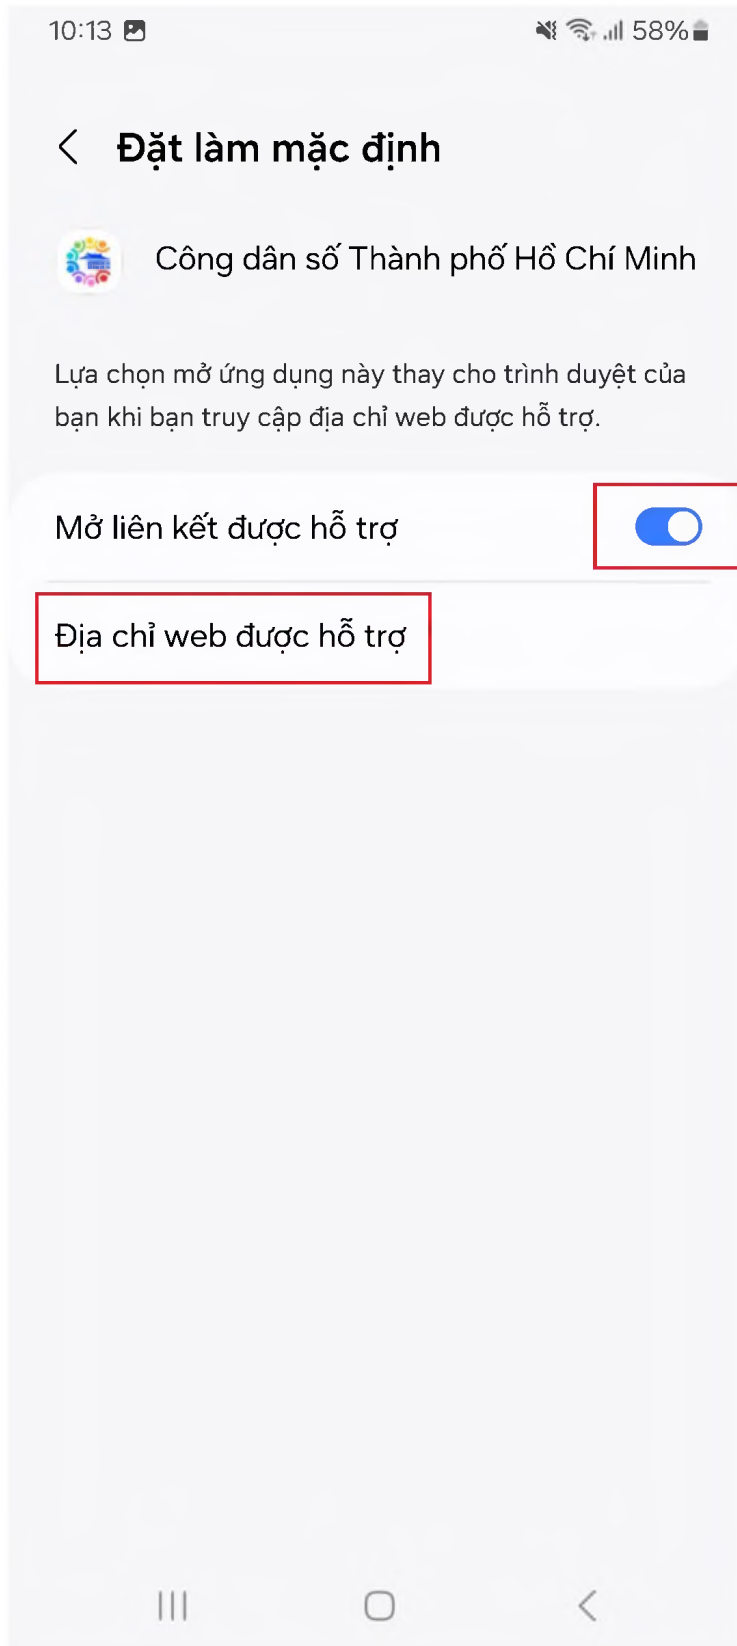 10:13 58%
Đặt làm mặc định
Công dân số Thành phố Hồ Chí Minh
Lựa chọn mở ứng dụng này thay cho trình duyệt của
bạn khi bạn truy cập địa chỉ web được hỗ trợ.
Mở liên kết được hỗ trợ
Địa chỉ web được hỗ trợ